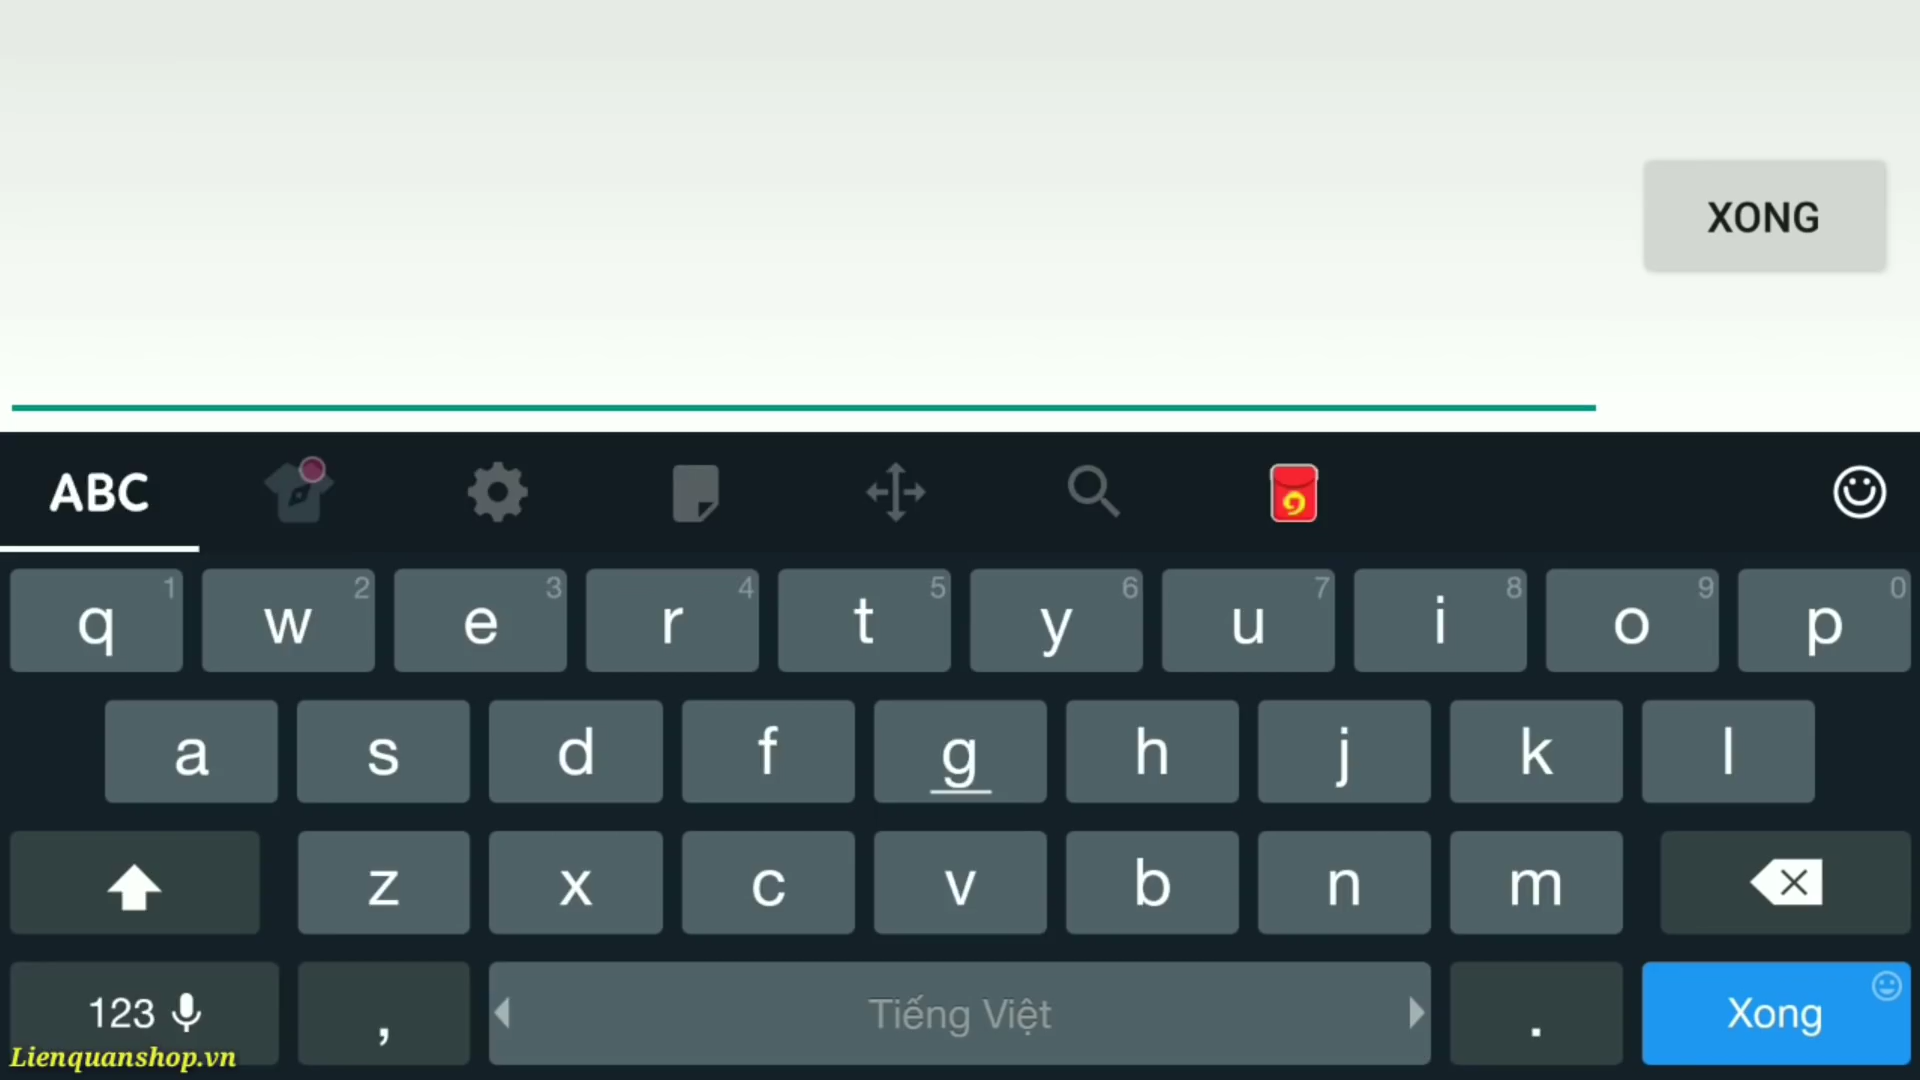 XONG
ABC
q 1 w 2 e 3 r 4 t 5 y 6 u 7 i 8 o 9 p 0
a s d f g h j k l
z x c v b n m
123 , Tiếng Việt . Xong
Lienquanshop.vn